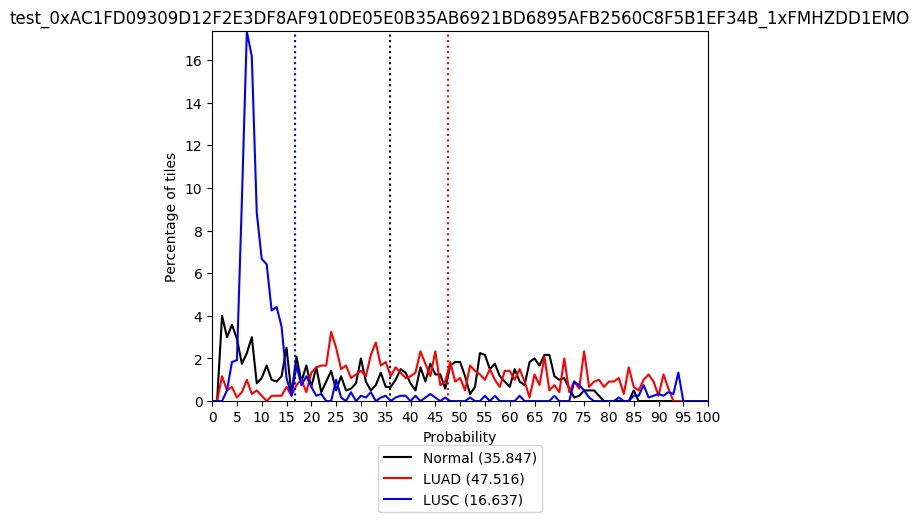 test_0xAC1FD09309D12F2E3DF8AF910DE05E0B35AB6921BD6895AFB2560C8F5B1EF34B_1xFMHZDD1EMO
Percentage of tiles
16
14
12
10
8
6
4
2
0
0 5 10 15 20 25 30 35 40 45 50 55 60 65 70 75 80 85 90 95 100
Probability
Normal (35.847)
LUAD (47.516)
LUSC (16.637)